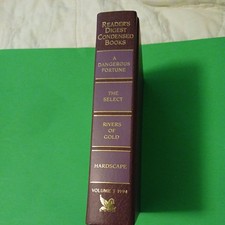 READER'S
DIGEST
CONDENSED
BOOKS
A
DANGEROUS
FORTUNE
THE
SELECT
RIVERS
OF
GOLD
HARDSCAPE
VOLUME 3 1994